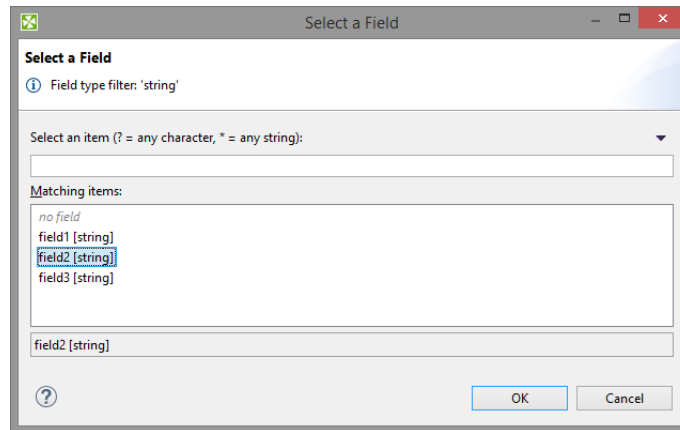 Select a Field
Select a Field
Field type filter: 'string'
Select an item (? = any character, * = any string):
Matching items:
no field
field1 [string]
field2 [string]
field3 [string]
field2 [string]
OK
Cancel